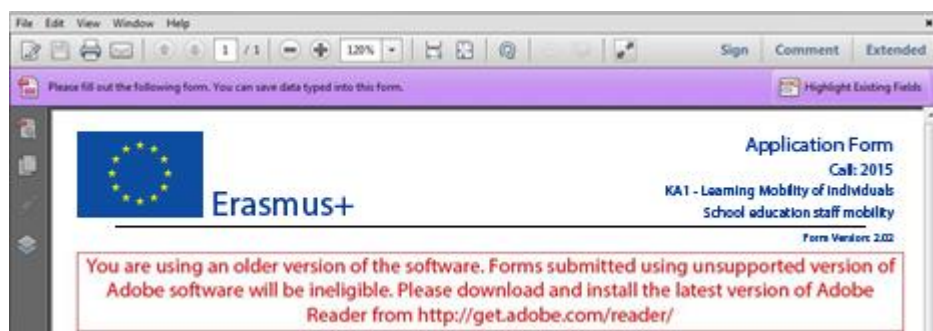 File Edit View Window Help
1 / 1 120% Sign Comment Extended
Please fill out the following form. You can save data typed into this form. Highlight Existing Fields
Application Form
Call: 2015
KA1 - Learning Mobility of Individuals
Erasmus+
School education staff mobility
Form Version: 2.02
You are using an older version of the software. Forms submitted using unsupported version of
Adobe software will be ineligible. Please download and install the latest version of Adobe
Reader from http://get.adobe.com/reader/